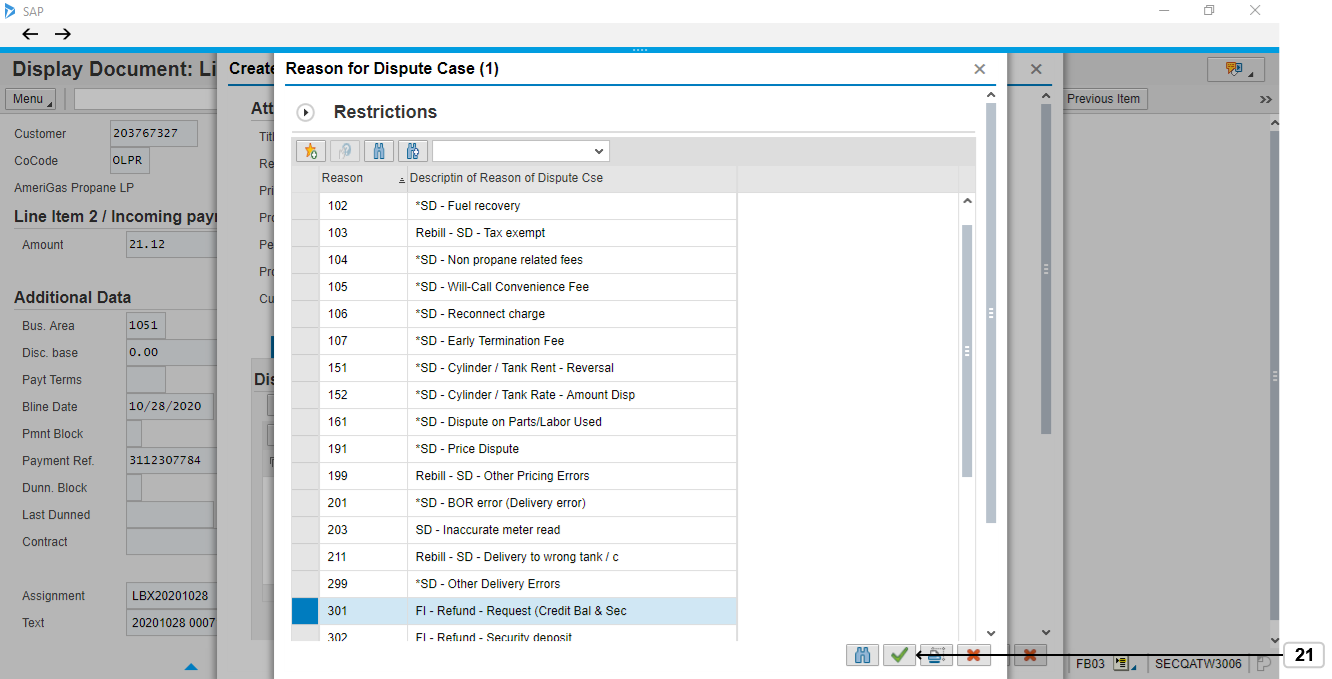 SAP
Display Document: Li
Create
Reason for Dispute Case (1)
Menu
Previous Item
Customer
203767327
CoCode
OLPR
AmeriGas Propane LP
Line Item 2 / Incoming payr
Amount
21.12
Additional Data
Bus. Area
1051
Disc. base
0.00
Payt Terms
Bline Date
10/28/2020
Pmnt Block
Payment Ref.
3112307784
Dunn. Block
Last Dunned
Contract
Assignment
LBX20201028
Text
20201028 0007
Att
Titl
Re
Pri
Pro
Pe
Pro
Cu
Dis
Restrictions
Reason
Descriptin of Reason of Dispute Cse
102 *SD - Fuel recovery
103 Rebill - SD - Tax exempt
104 *SD - Non propane related fees
105 *SD - Will-Call Convenience Fee
106 *SD - Reconnect charge
107 *SD - Early Termination Fee
151 *SD - Cylinder / Tank Rent - Reversal
152 *SD - Cylinder / Tank Rate - Amount Disp
161 *SD - Dispute on Parts/Labor Used
191 *SD - Price Dispute
199 Rebill - SD - Other Pricing Errors
201 *SD - BOR error (Delivery error)
203 SD - Inaccurate meter read
211 Rebill - SD - Delivery to wrong tank / c
299 *SD - Other Delivery Errors
301 FI - Refund - Request (Credit Bal & Sec
302 FI - Refund - Security deposit
21
FB03
SECQATW3006